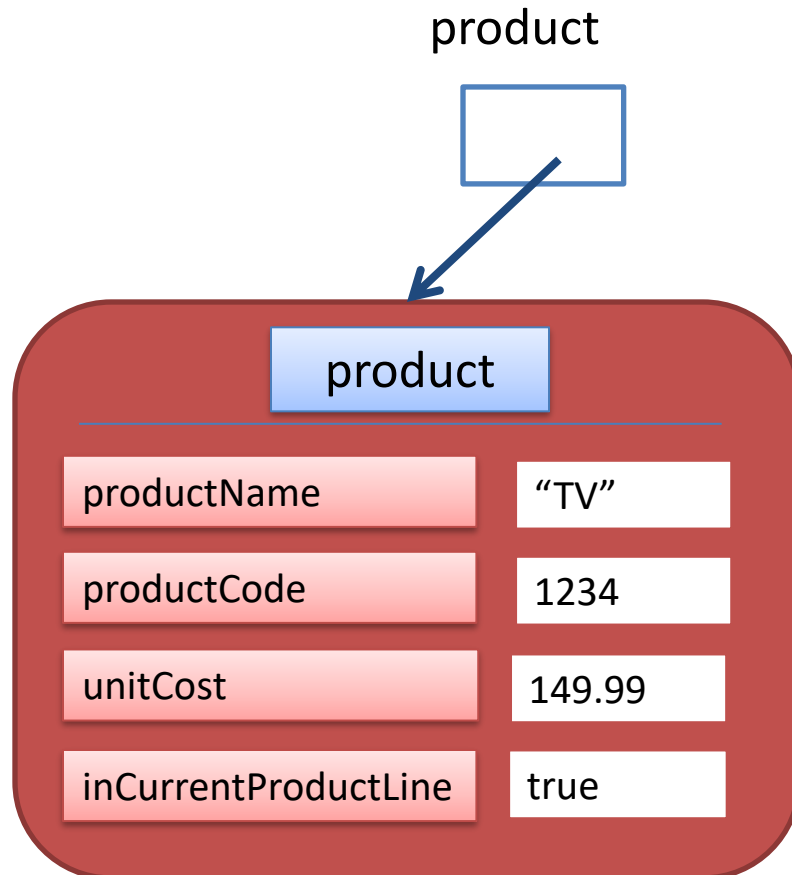 product
product
productName “TV”
productCode 1234
unitCost 149.99
inCurrentProductLine true